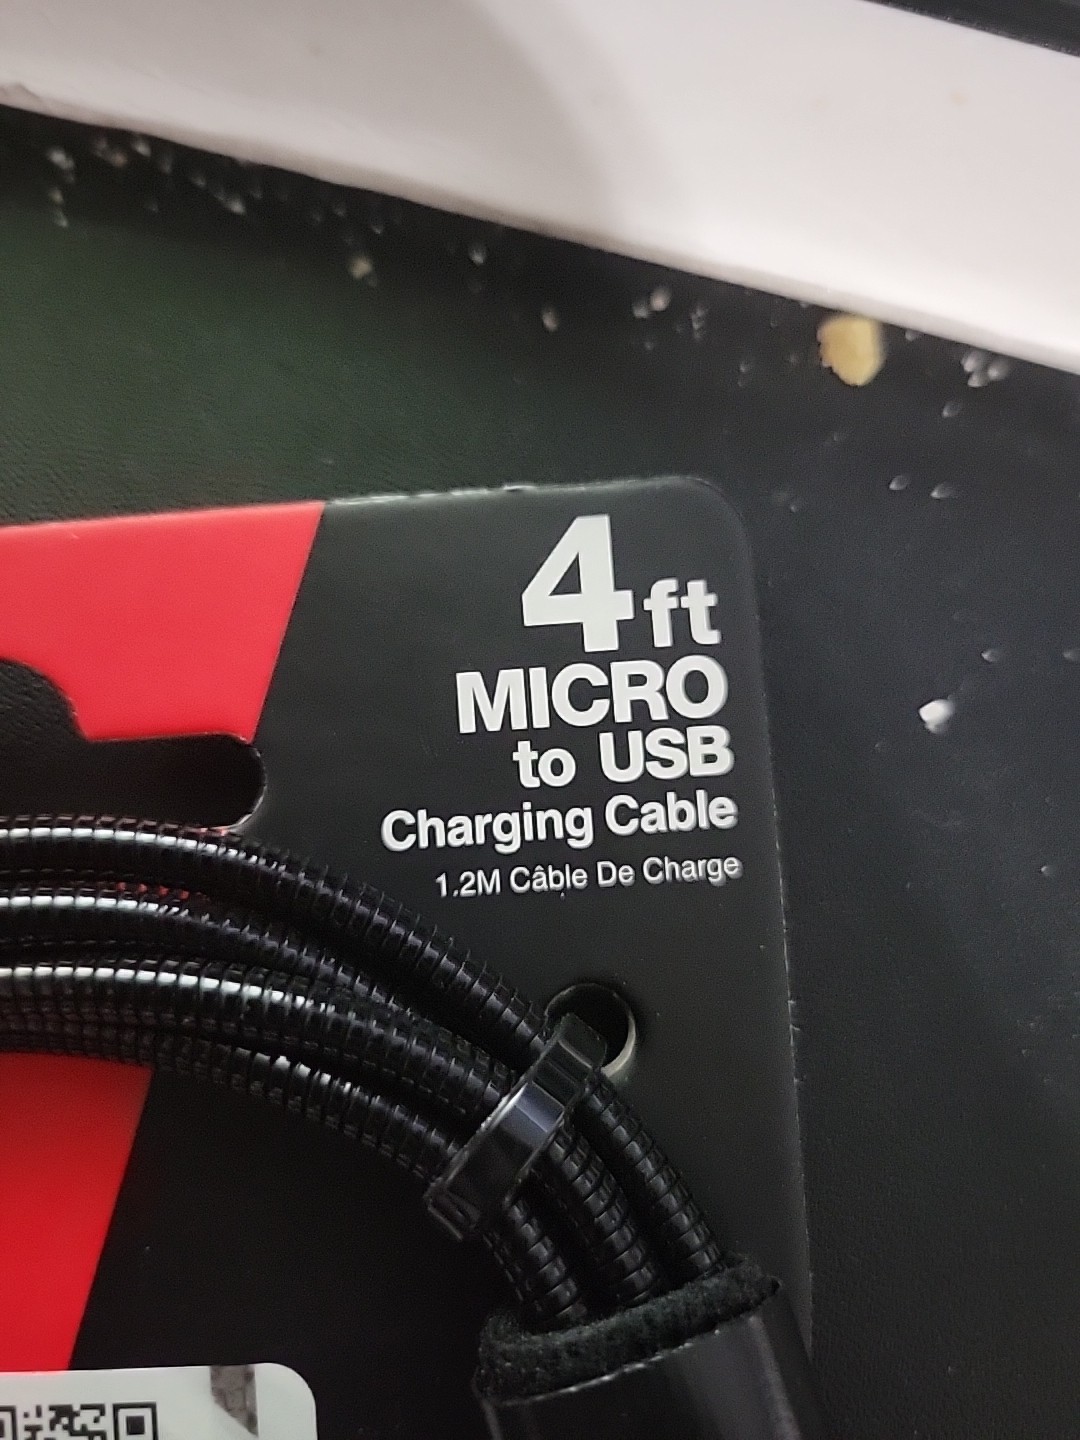 4ft
MICRO
to USB
Charging Cable
1.2M Câble De Charge